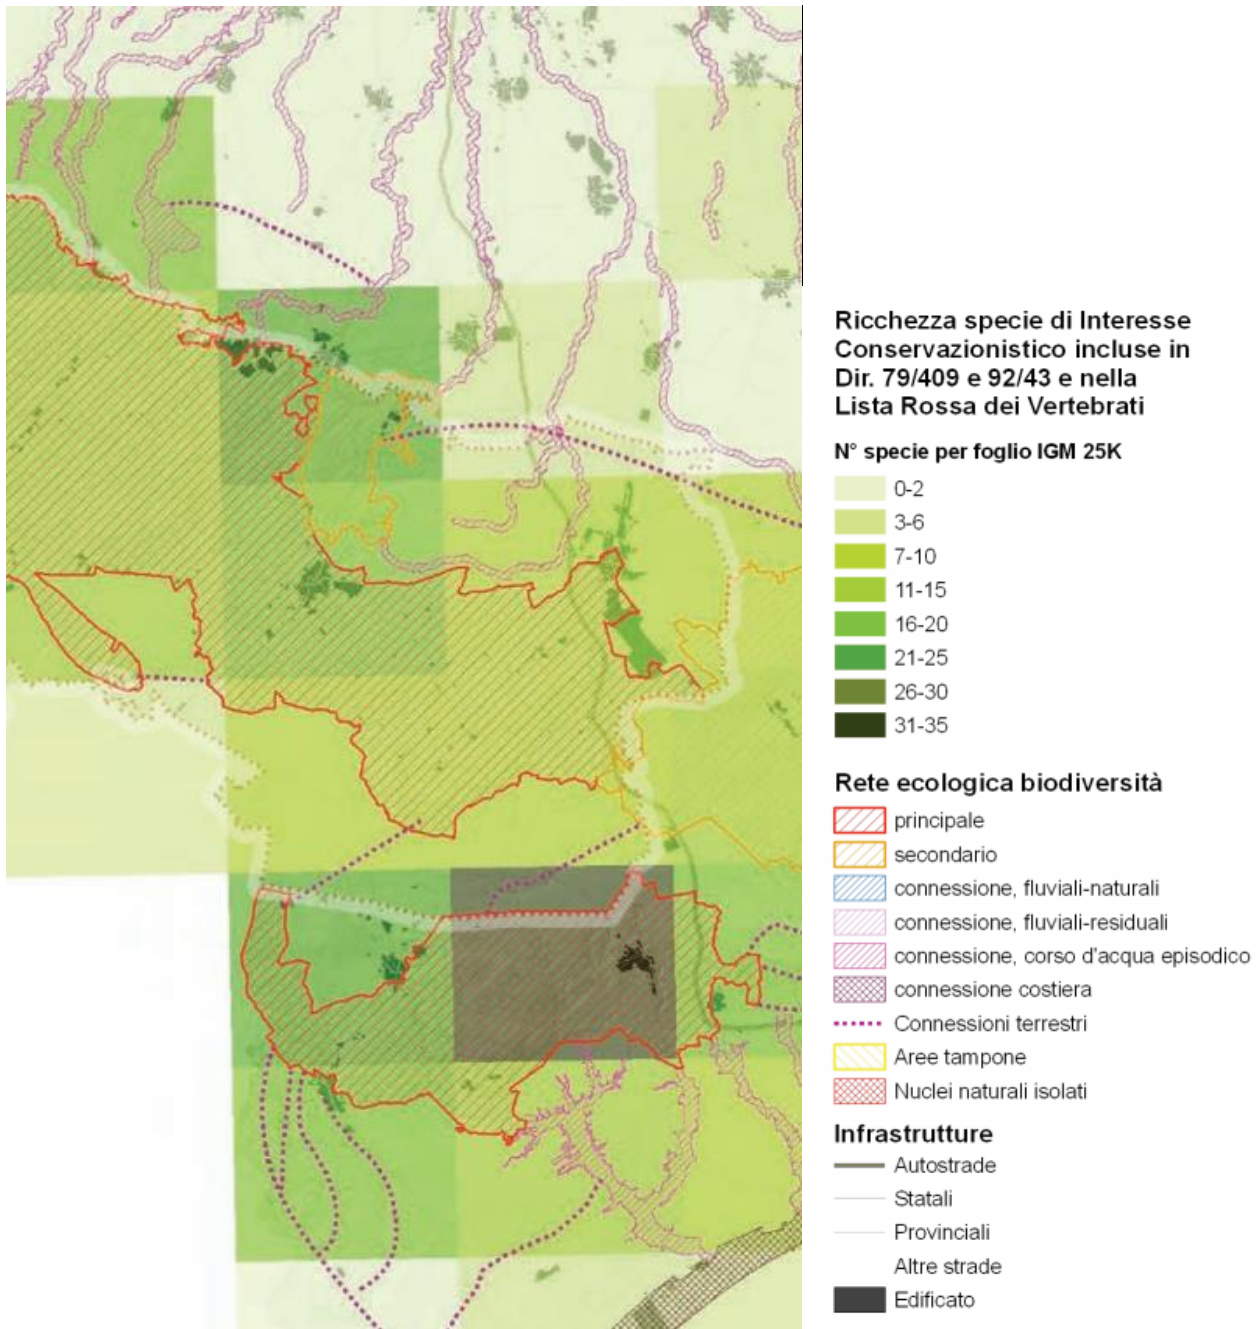 Ricchezza specie di Interesse
Conservazionistico incluse in
Dir. 79/409 e 92/43 e nella
Lista Rossa dei Vertebrati
N° specie per foglio IGM 25K
0-2
3-6
7-10
11-15
16-20
21-25
26-30
31-35
Rete ecologica biodiversità
principale
secondario
connessione, fluviali-naturali
connessione, fluviali-residuali
connessione, corso d'acqua episodico
connessione costiera
Connessioni terrestri
Aree tampone
Nuclei naturali isolati
Infrastrutture
Autostrade
Statali
Provinciali
Altre strade
Edificato